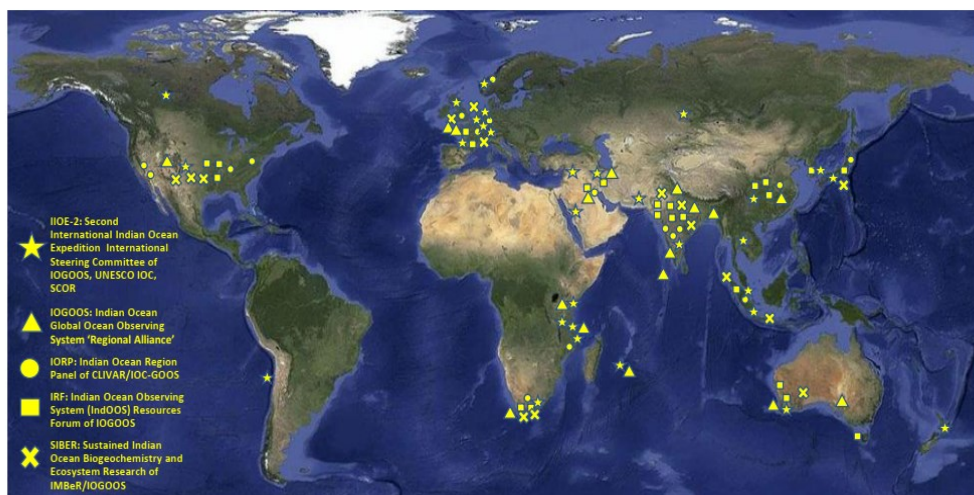 IIOE-2: Second
International Indian Ocean
Expedition International
Steering Committee of
IOGOOS, UNESCO IOC,
SCOR
IOGOOS: Indian Ocean
Global Ocean Observing
System ‘Regional Alliance’
IORP: Indian Ocean Region
Panel of CLIVAR/IOC-GOOS
IRF: Indian Ocean Observing
System (IndOOS) Resources
Forum of IOGOOS
SIBER: Sustained Indian
Ocean Biogeochemistry and
Ecosystem Research of
IMBeR/IOGOOS